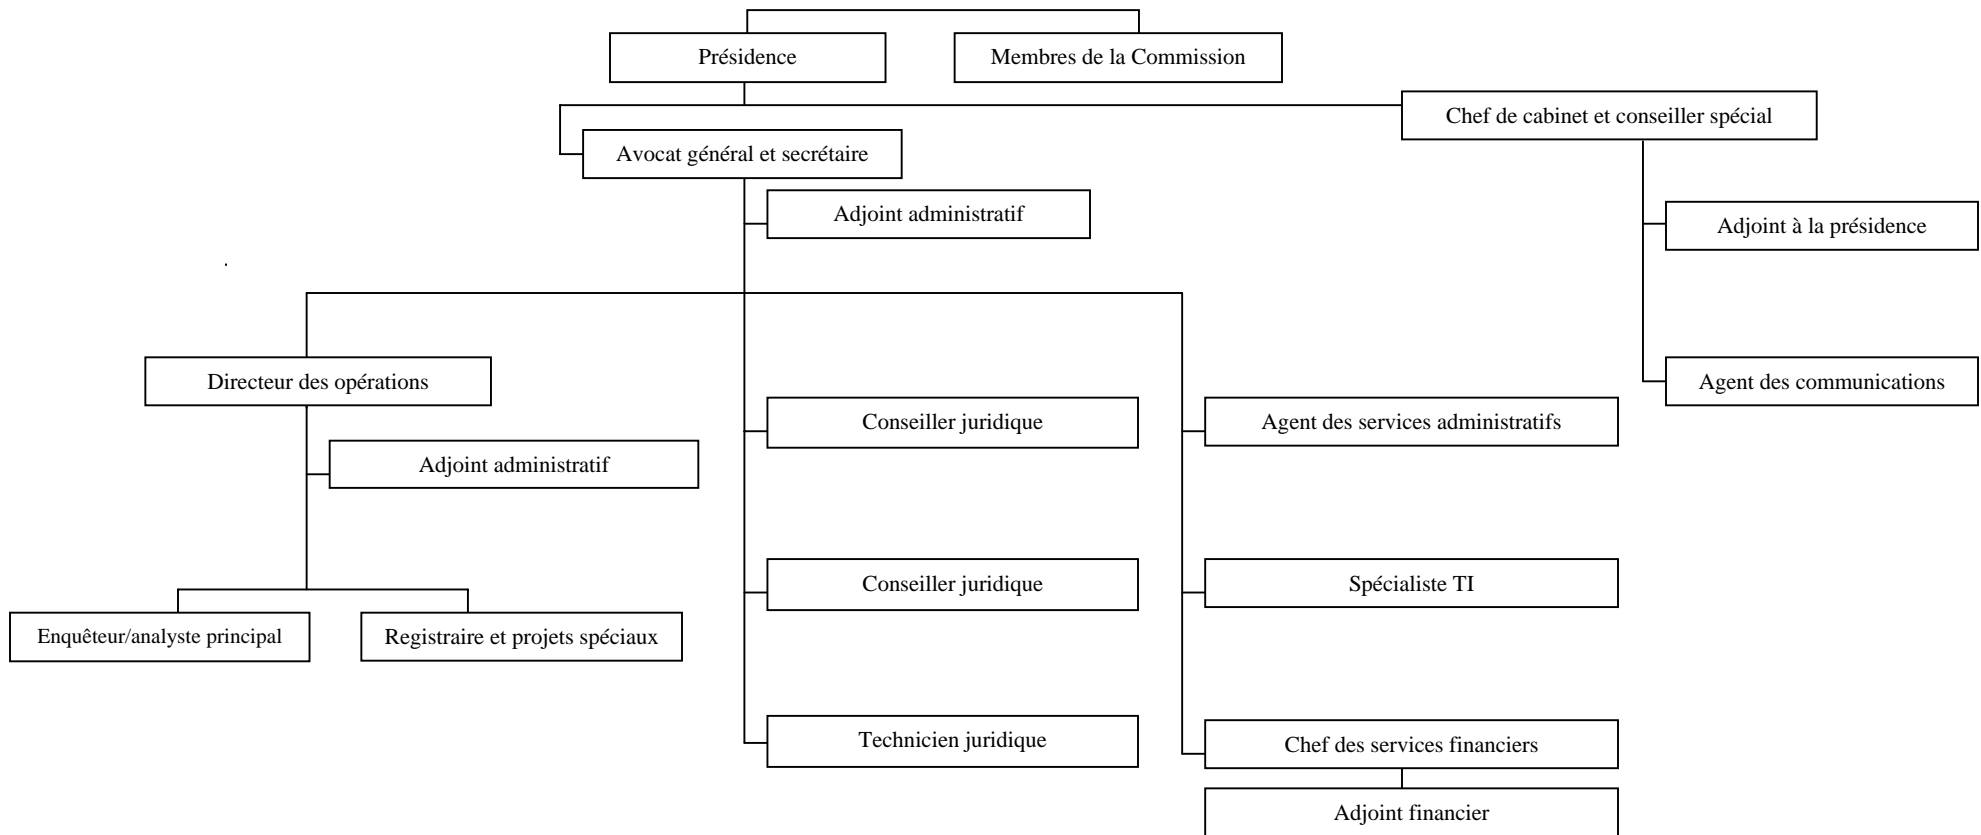 Présidence
Membres de la Commission
Chef de cabinet et conseiller spécial
Avocat général et secrétaire
Adjoint administratif
Adjoint à la présidence
Directeur des opérations
Agent des communications
Conseiller juridique
Agent des services administratifs
Adjoint administratif
Conseiller juridique
Spécialiste TI
Enquêteur/analyste principal
Registraire et projets spéciaux
Technicien juridique
Chef des services financiers
Adjoint financier